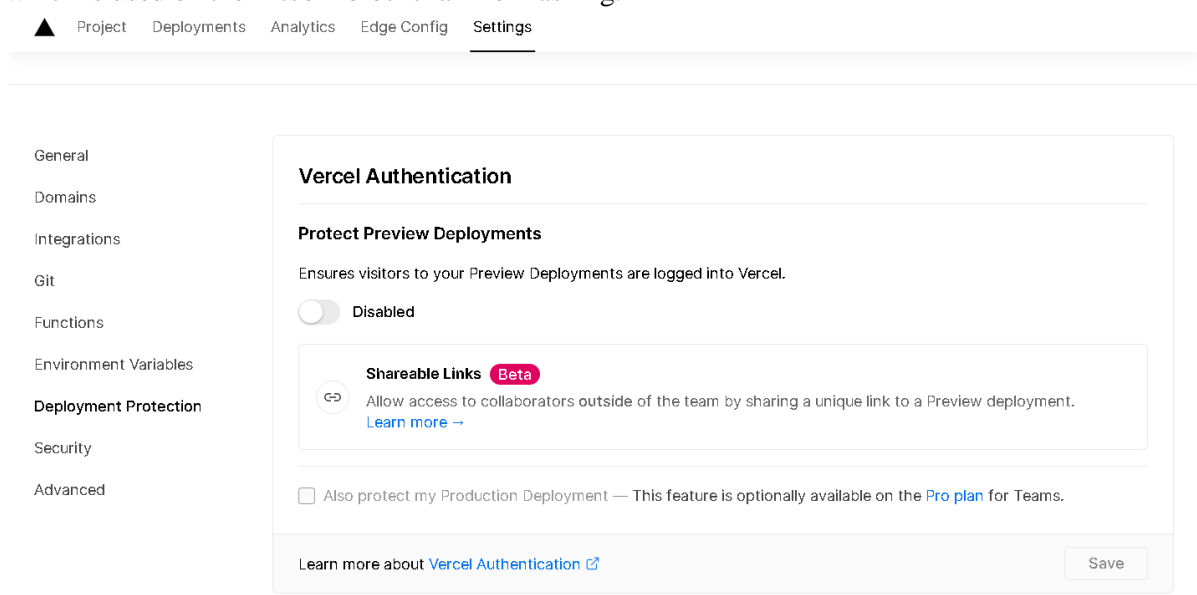 Project Deployments Analytics Edge Config Settings
General
Domains
Integrations
Git
Functions
Environment Variables
Deployment Protection
Security
Advanced
Vercel Authentication
Protect Preview Deployments
Ensures visitors to your Preview Deployments are logged into Vercel.
Disabled
Shareable Links Beta
Allow access to collaborators outside of the team by sharing a unique link to a Preview deployment.
Learn more →
Also protect my Production Deployment — This feature is optionally available on the Pro plan for Teams.
Learn more about Vercel Authentication
Save